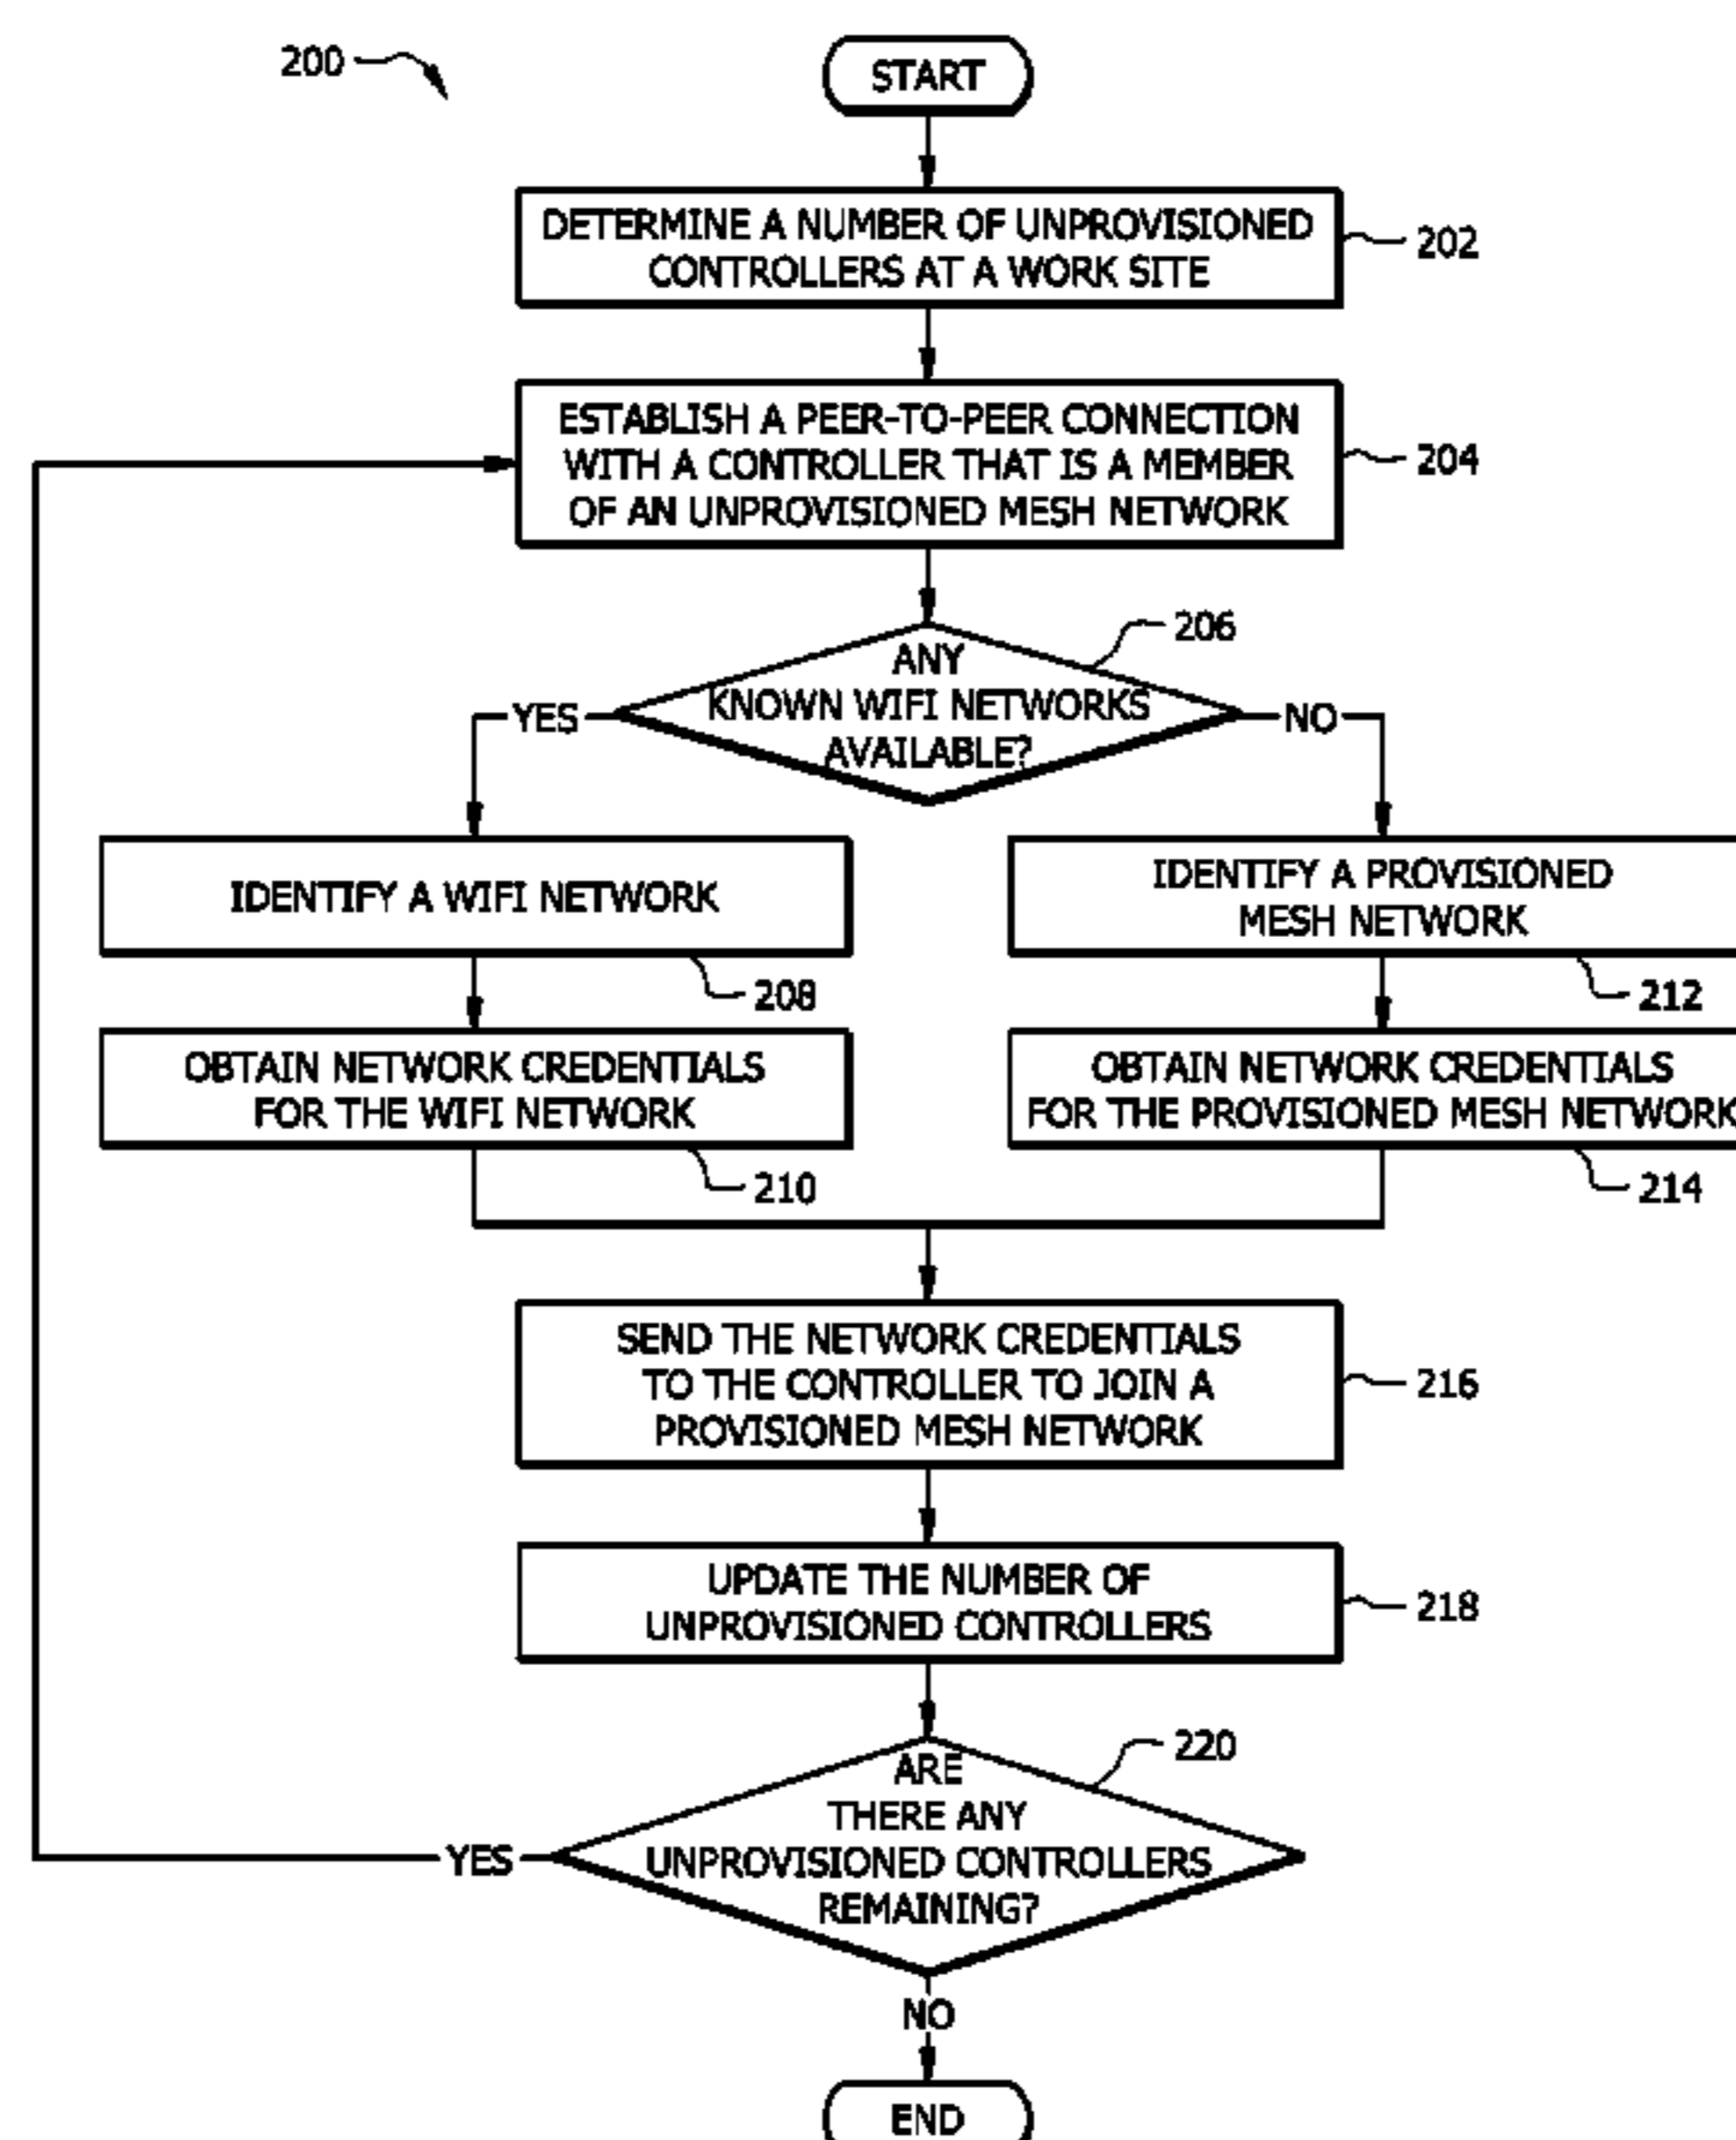 200
START
DETERMINE A NUMBER OF UNPROVISIONED
CONTROLLERS AT A WORK SITE
202
ESTABLISH A PEER-TO-PEER CONNECTION
WITH A CONTROLLER THAT IS A MEMBER
OF AN UNPROVISIONED MESH NETWORK
204
206
ANY
KNOWN WIFI NETWORKS
AVAILABLE?
YES
NO
IDENTIFY A WIFI NETWORK
208
IDENTIFY A PROVISIONED
MESH NETWORK
212
OBTAIN NETWORK CREDENTIALS
FOR THE WIFI NETWORK
210
OBTAIN NETWORK CREDENTIALS
FOR THE PROVISIONED MESH NETWORK
214
SEND THE NETWORK CREDENTIALS
TO THE CONTROLLER TO JOIN A
PROVISIONED MESH NETWORK
216
UPDATE THE NUMBER OF
UNPROVISIONED CONTROLLERS
218
220
ARE
THERE ANY
UNPROVISIONED CONTROLLERS
REMAINING?
YES
NO
END